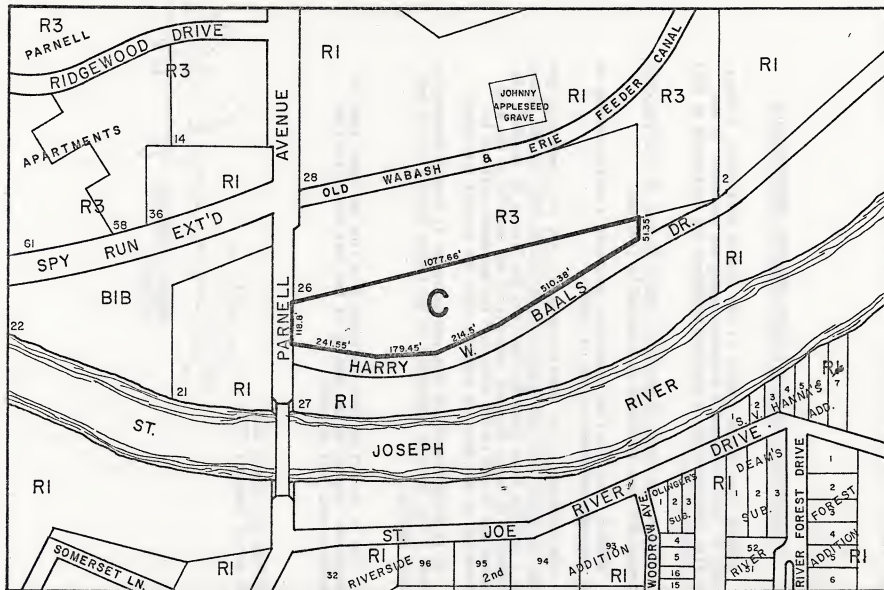 R3
PARNELL
RIDGEWOOD DRIVE
R3
APARTMENTS
14
R3
58
36
61
SPY RUN EXT'D
R1
AVENUE
R1
28
OLD WABASH & ERIE FEEDER CANAL
JOHNNY
APPLESEED
GRAVE
R1
R3
R1
2
R3
1077.66'
51.35'
26
118.8'
C
510.38'
214.5'
179.45'
241.55'
HARRY W. BAALS DR.
R1
PARNELL
B1B
22
21
R1
27
R1
ST. JOSEPH RIVER
R1
SOMERSET LN.
R1
ST. JOE RIVER DRIVE
R1
32
RIVERSIDE
96
95
2nd
94
93
ADDITION
R1
WOODROW AVE.
OLINGER'S
1 2 3
SUB.
4
5
16
15
R1
DEAM'S
1 2 3
SUB.
52
RIVER
1 S.V. HANNA'S ADD.
2 3 4 5 6 7
R1
RIVER FOREST DRIVE
1
2
FOREST
3
4
ADDITION
5
6
R1